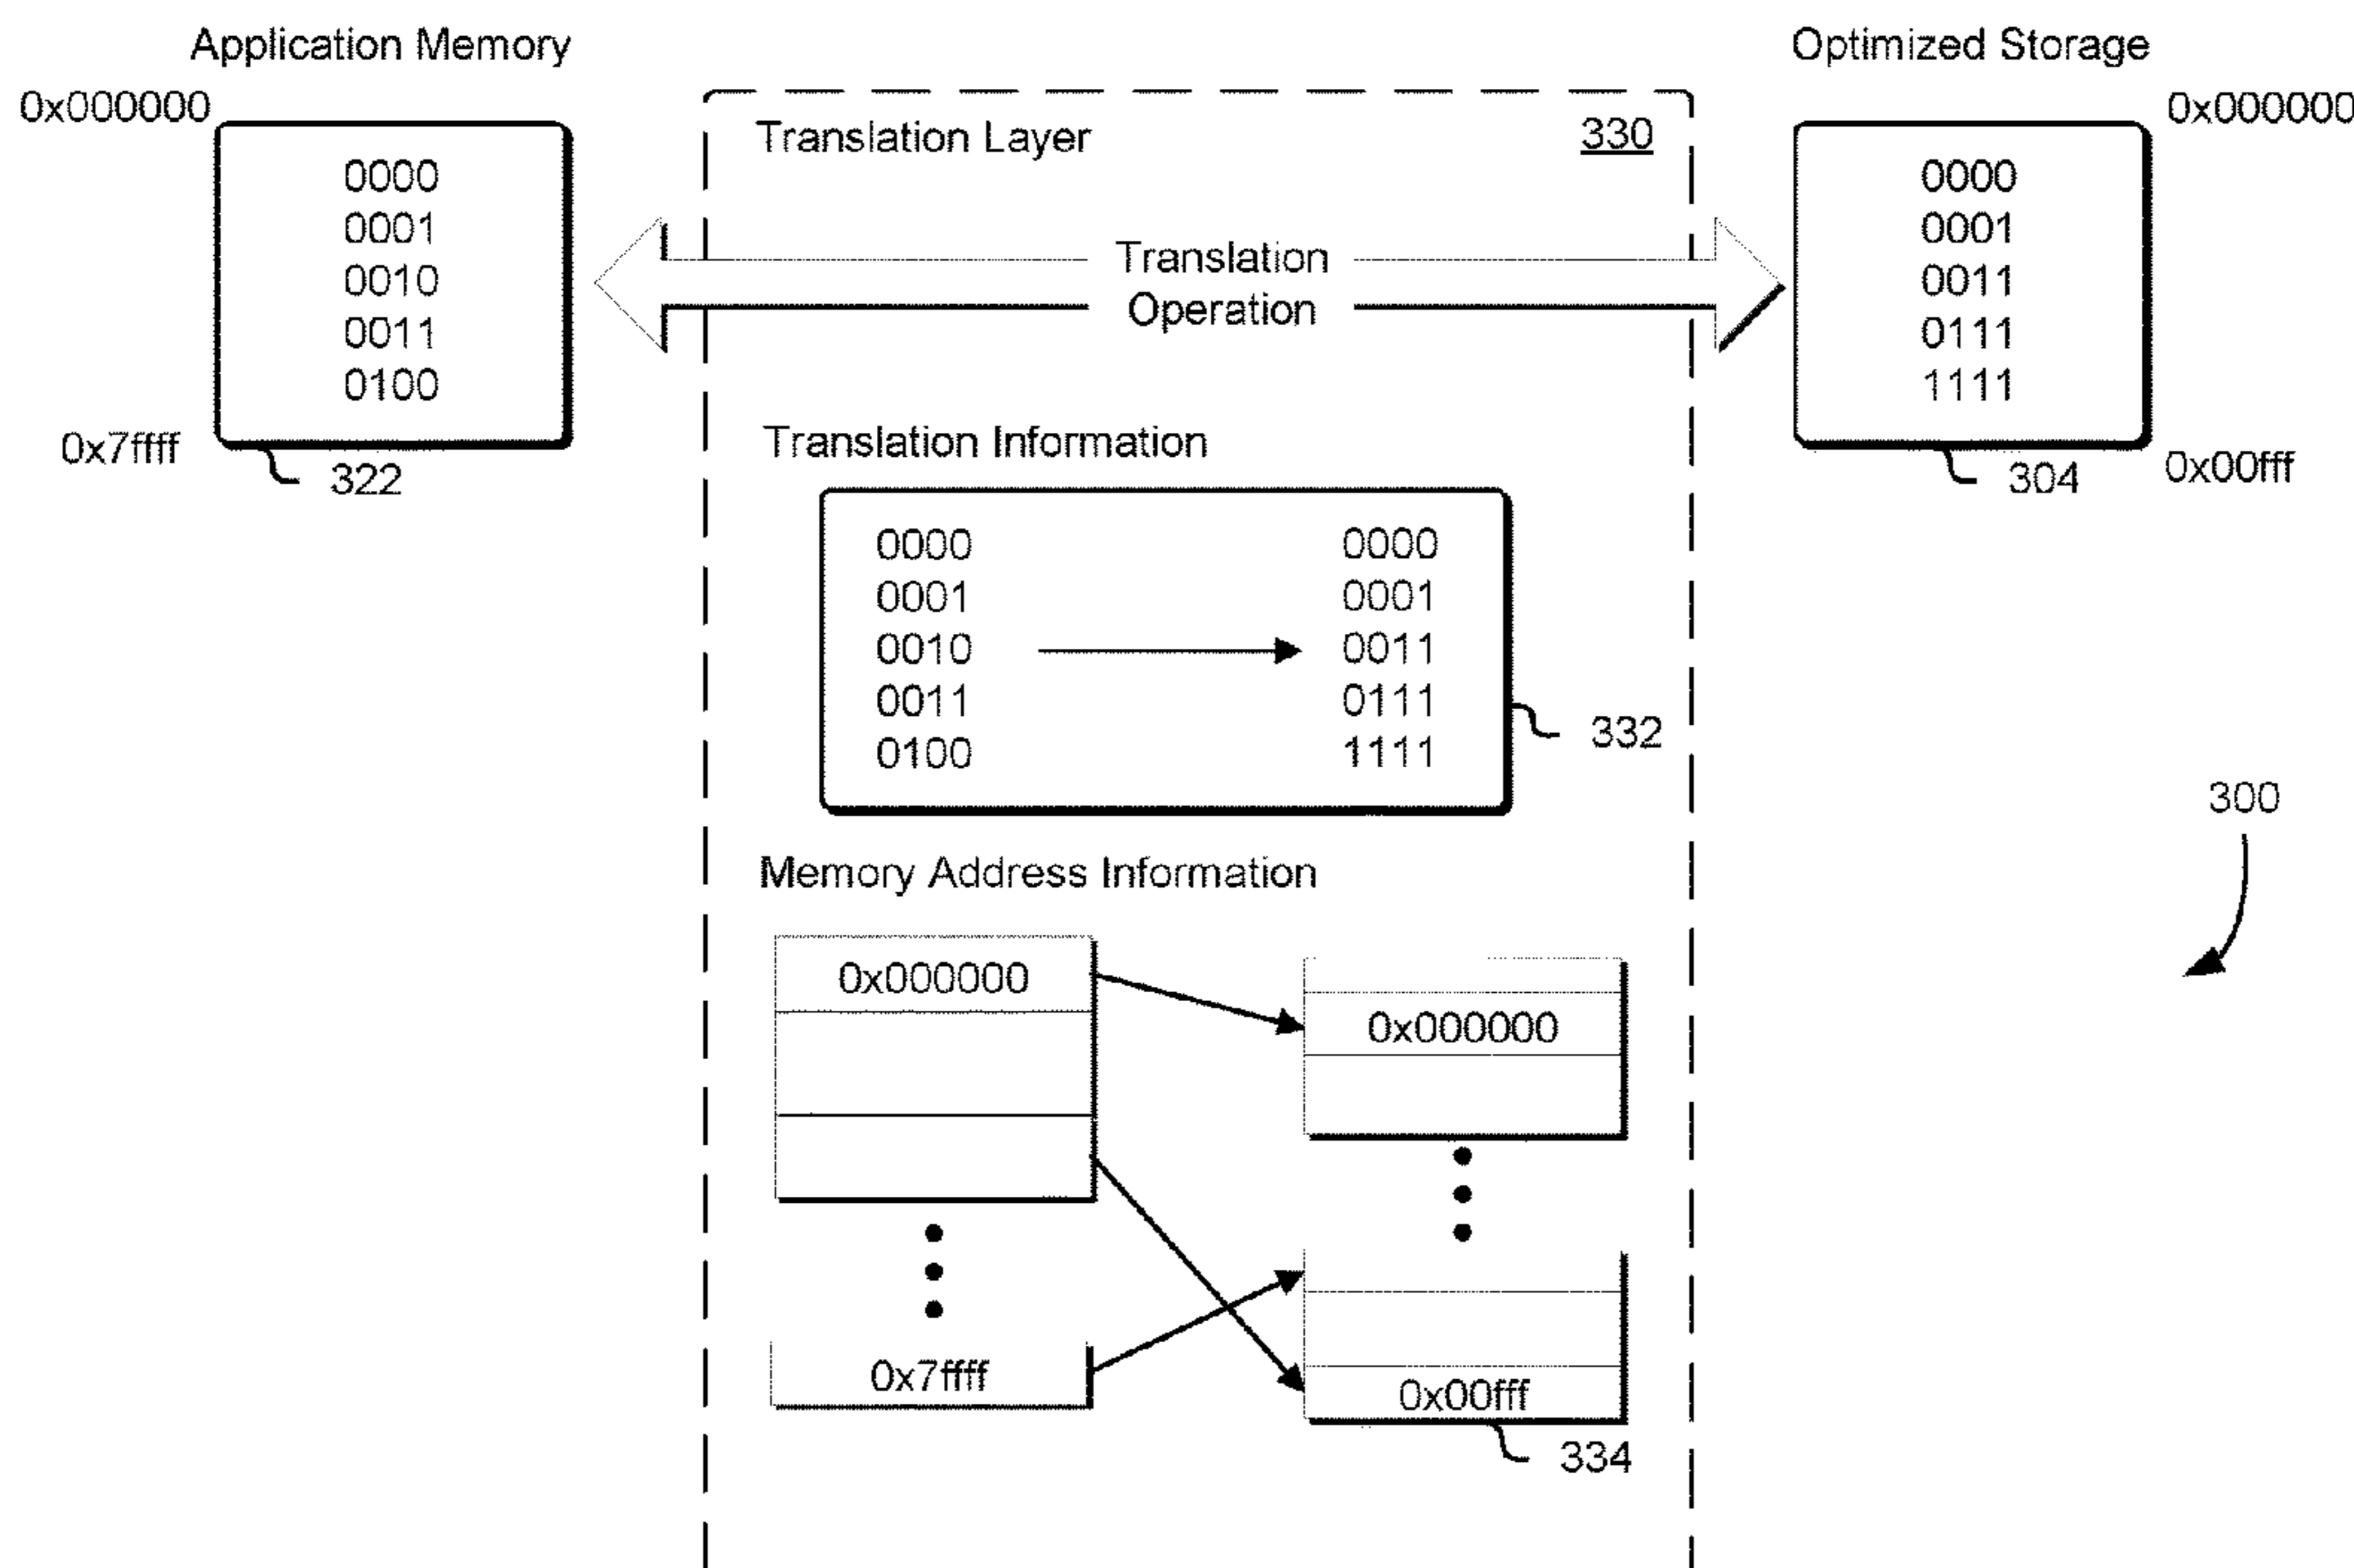 Application Memory
0x000000
0000
0001
0010
0011
0100
0x7ffff
322
Translation Layer
330
Translation
Operation
Translation Information
0000 0000
0001 0001
0010 0011
0011 0111
0100 1111
332
Memory Address Information
0x000000
0x000000
0x7ffff
0x00fff
334
Optimized Storage
0x000000
0000
0001
0011
0111
1111
0x00fff
304
300